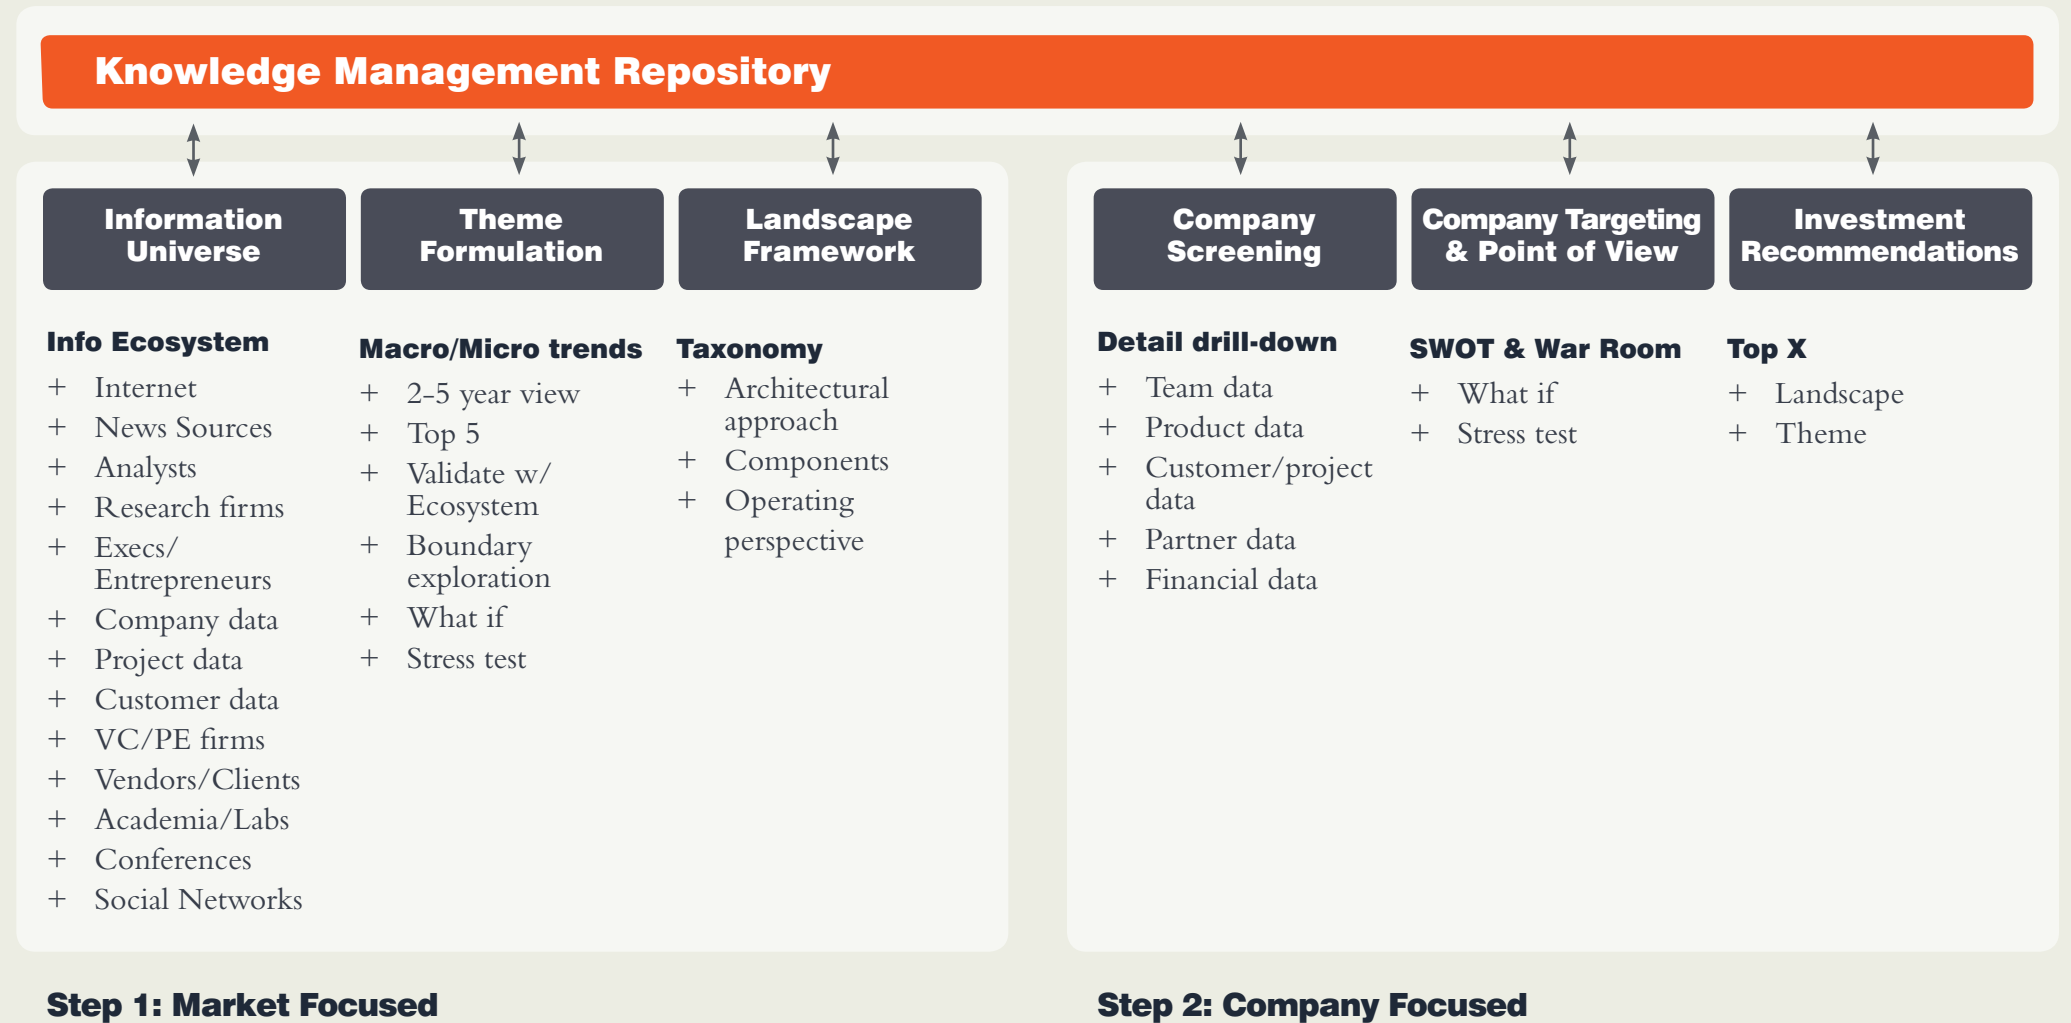 Knowledge Management Repository
Information
Universe
Info Ecosystem
+ Internet
+ News Sources
+ Analysts
+ Research firms
+ Execs/
Entrepreneurs
+ Company data
+ Project data
+ Customer data
+ VC/PE firms
+ Vendors/Clients
+ Academia/Labs
+ Conferences
+ Social Networks
Theme
Formulation
Macro/Micro trends
+ 2-5 year view
+ Top 5
+ Validate w/
Ecosystem
+ Boundary
exploration
+ What if
+ Stress test
Landscape
Framework
Taxonomy
+ Architectural
approach
+ Components
+ Operating
perspective
Step 1: Market Focused
Company
Screening
Detail drill-down
+ Team data
+ Product data
+ Customer/project
data
+ Partner data
+ Financial data
Company Targeting
& Point of View
SWOT & War Room
+ What if
+ Stress test
Investment
Recommendations
Top X
+ Landscape
+ Theme
Step 2: Company Focused